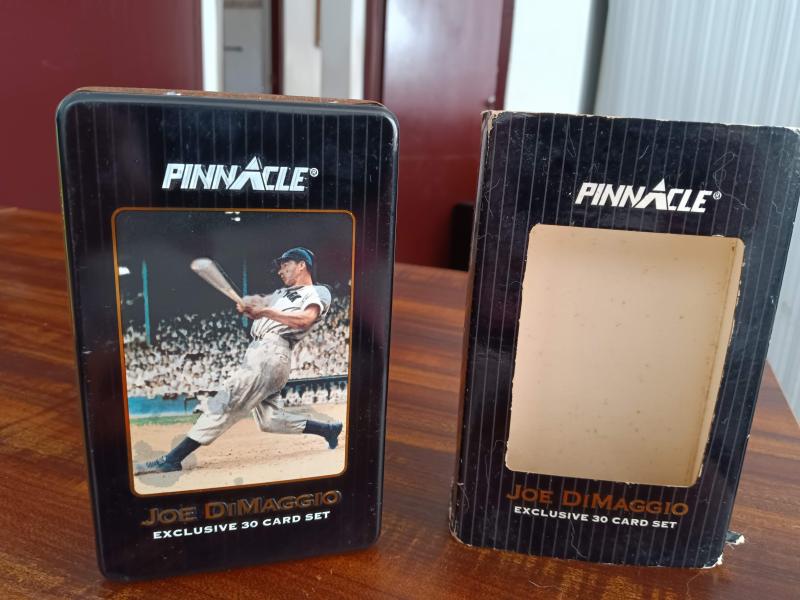 PINNACLE®
JOE DIMAGGIO
EXCLUSIVE 30 CARD SET
PINNACLE®
JOE DIMAGGIO
EXCLUSIVE 30 CARD SET